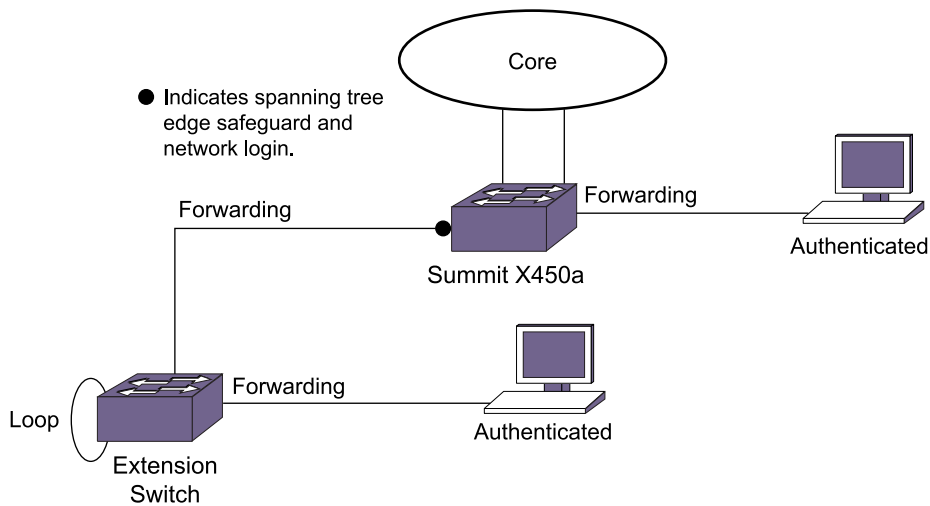 Core
Indicates spanning tree
edge safeguard and
network login.
Forwarding
Forwarding
Authenticated
Summit X450a
Forwarding
Loop
Authenticated
Extension
Switch